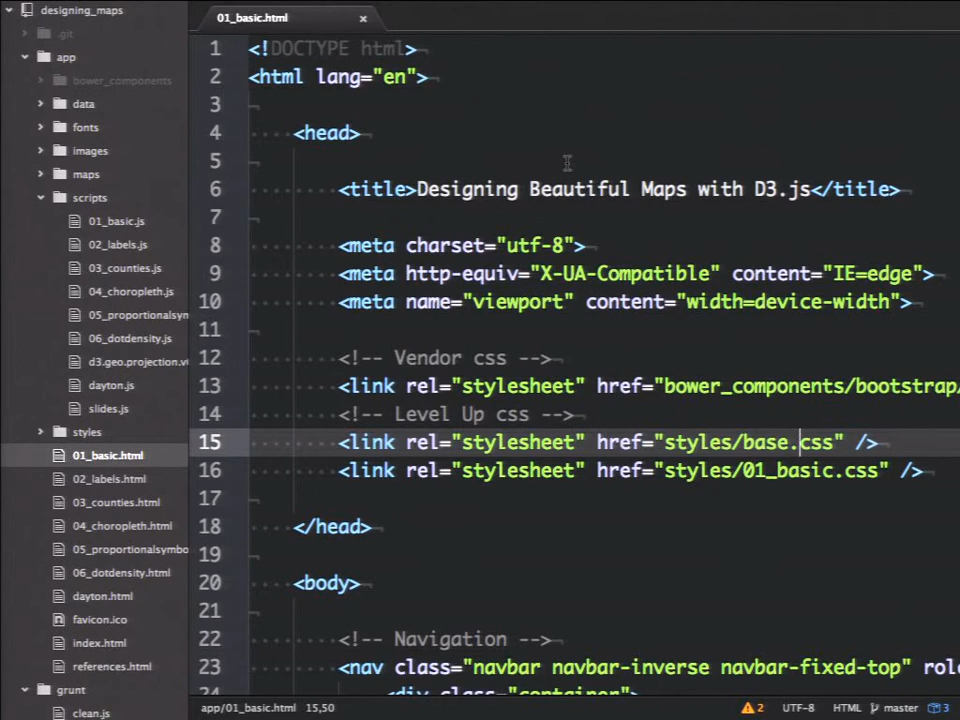 designing_maps
.git
app
bower_components
data
fonts
images
maps
scripts
01_basic.js
02_labels.js
03_counties.js
04_choropleth.js
05_proportionalsym
06_dotdensity.js
d3.geo.projection.v
dayton.js
slides.js
styles
01_basic.html
02_labels.html
03_counties.html
04_choropleth.html
05_proportionalsymbo
06_dotdensity.html
dayton.html
favicon.ico
index.html
references.html
grunt
clean.js
01_basic.html ×
1 <!DOCTYPE html>
2 <html lang="en">
3
4 <head>
5
6 <title>Designing Beautiful Maps with D3.js</title>
7
8 <meta charset="utf-8">
9 <meta http-equiv="X-UA-Compatible" content="IE=edge">
10 <meta name="viewport" content="width=device-width">
11
12 <!-- Vendor css -->
13 <link rel="stylesheet" href="bower_components/bootstrap/
14 <!-- Level Up css -->
15 <link rel="stylesheet" href="styles/base.css" />
16 <link rel="stylesheet" href="styles/01_basic.css" />
17
18 </head>
19
20 <body>
21
22 <!-- Navigation -->
23 <nav class="navbar navbar-inverse navbar-fixed-top" role
24 <div class="container">
app/01_basic.html 15,50
2 UTF-8 HTML master 3